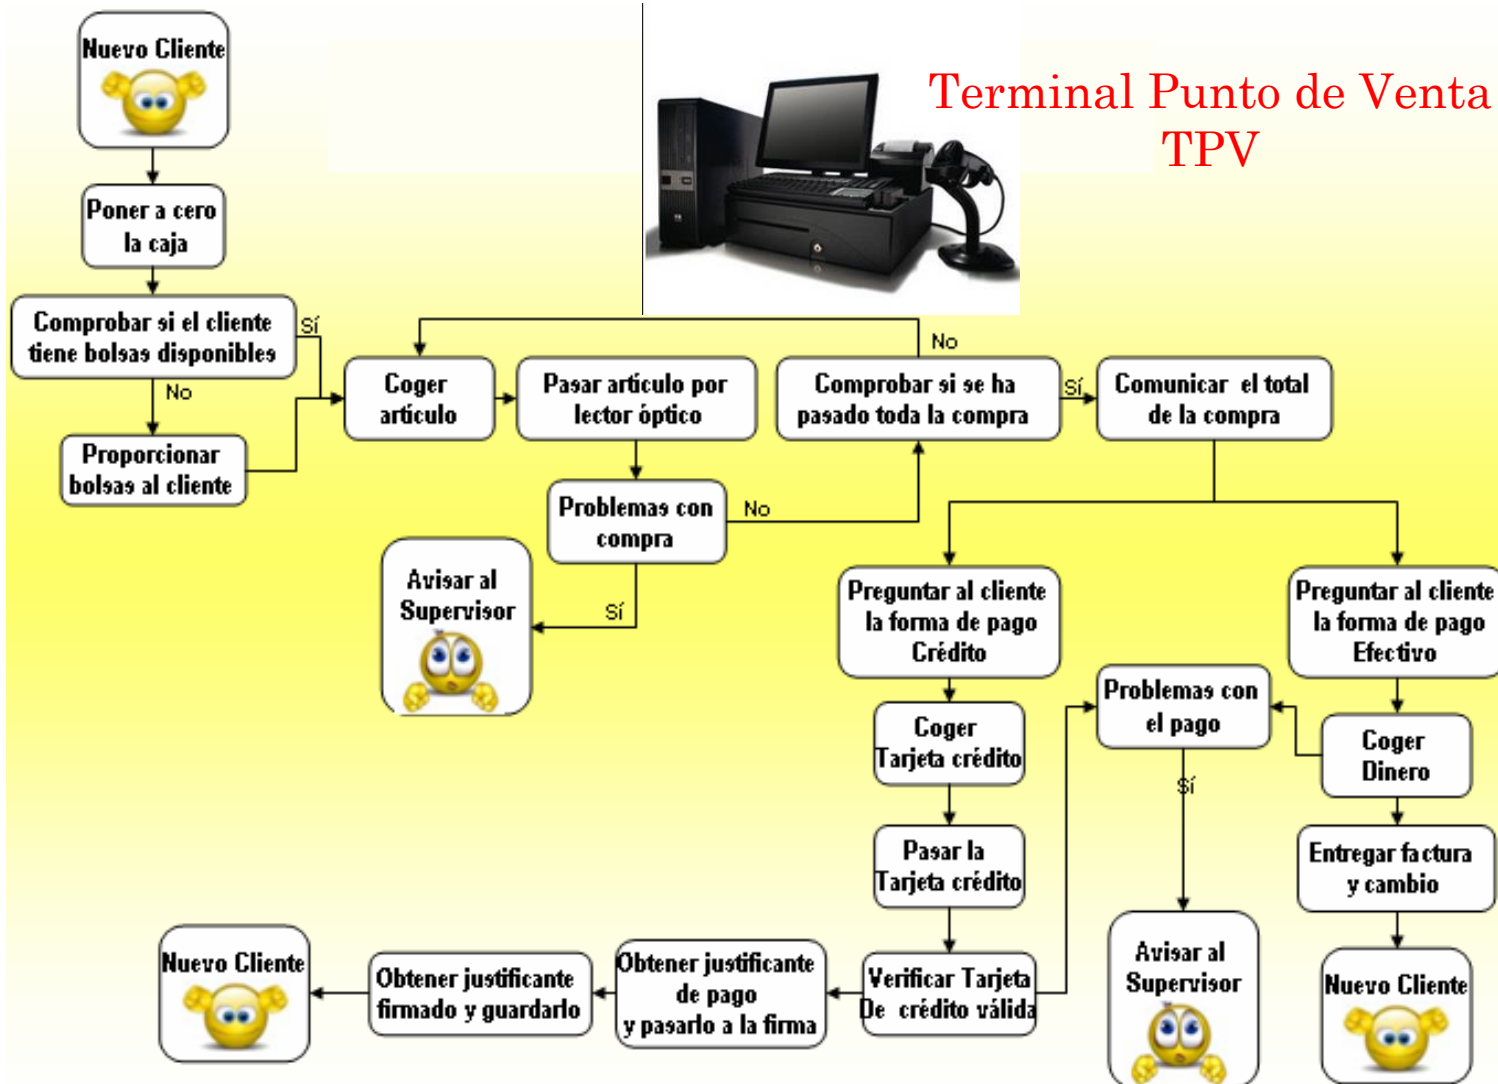 Nuevo Cliente
Terminal Punto de Venta
TPV
Poner a cero
la caja
Comprobar si el cliente
tiene bolsas disponibles
Sí
No
Proporcionar
bolsas al cliente
Coger
artículo
Pasar artículo por
lector óptico
No
Comprobar si se ha
pasado toda la compra
Sí
Comunicar el total
de la compra
Problemas con
compra
No
Sí
Avisar al
Supervisor
Preguntar al cliente
la forma de pago
Crédito
Preguntar al cliente
la forma de pago
Efectivo
Coger
Tarjeta crédito
Problemas con
el pago
Coger
Dinero
Sí
Pasar la
Tarjeta crédito
Entregar factura
y cambio
Nuevo Cliente
Obtener justificante
firmado y guardarlo
Obtener justificante
de pago
y pasarlo a la firma
Verificar Tarjeta
De crédito válida
Avisar al
Supervisor
Nuevo Cliente